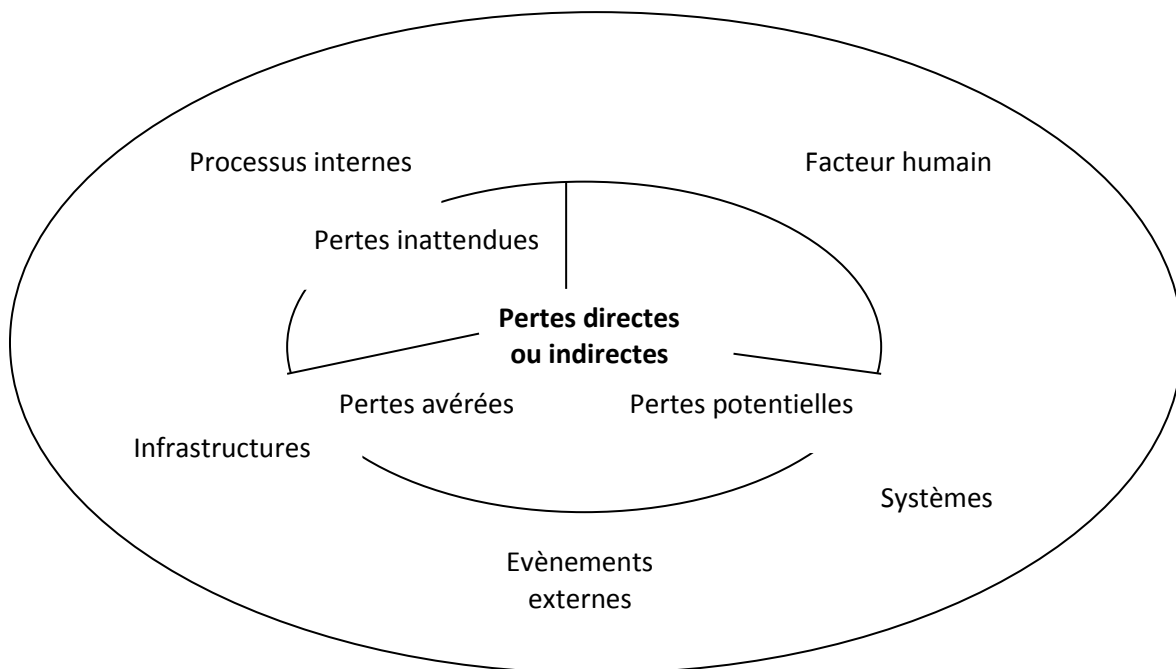 Processus internes
Facteur humain
Pertes inattendues
Pertes directes
ou indirectes
Pertes avérées
Pertes potentielles
Infrastructures
Systèmes
Evènements
externes